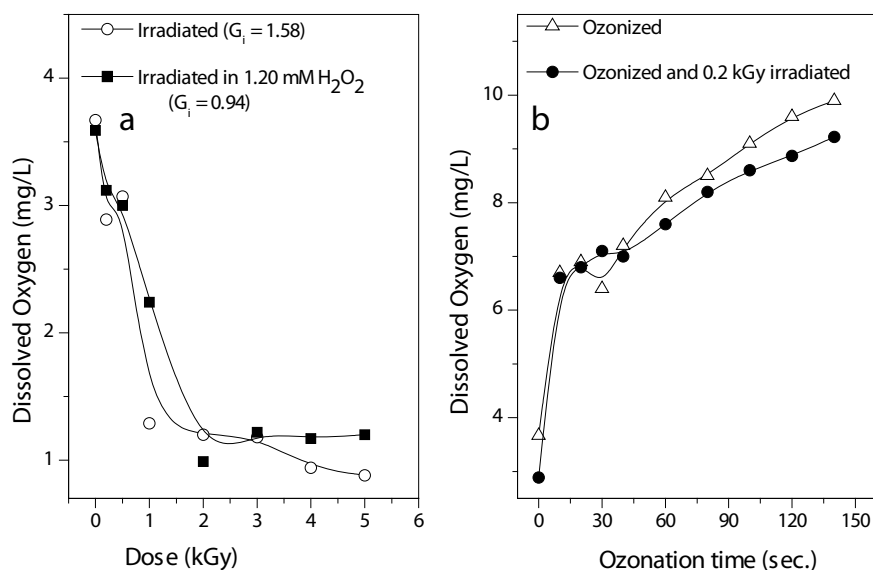 Irradiated (Gᵢ = 1.58)
Irradiated in 1.20 mM H₂O₂
(Gᵢ = 0.94)
a
4
3
2
1
0 1 2 3 4 5 6
Dose (kGy)
Dissolved Oxygen (mg/L)
Ozonized
Ozonized and 0.2 kGy irradiated
b
10
8
6
4
0 30 60 90 120 150
Ozonation time (sec.)
Dissolved Oxygen (mg/L)